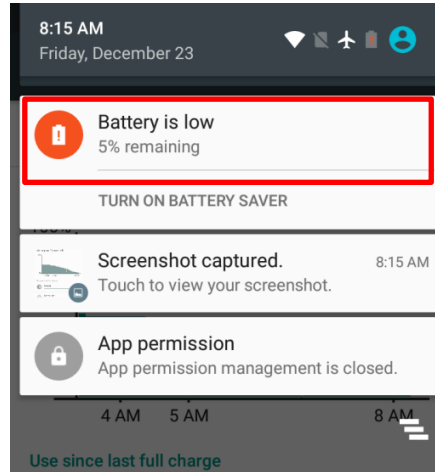 8:15 AM
Friday, December 23
Battery is low
5% remaining
TURN ON BATTERY SAVER
100%
Screenshot captured. 8:15 AM
Touch to view your screenshot.
App permission
App permission management is closed.
4 AM 5 AM 8 AM
Use since last full charge